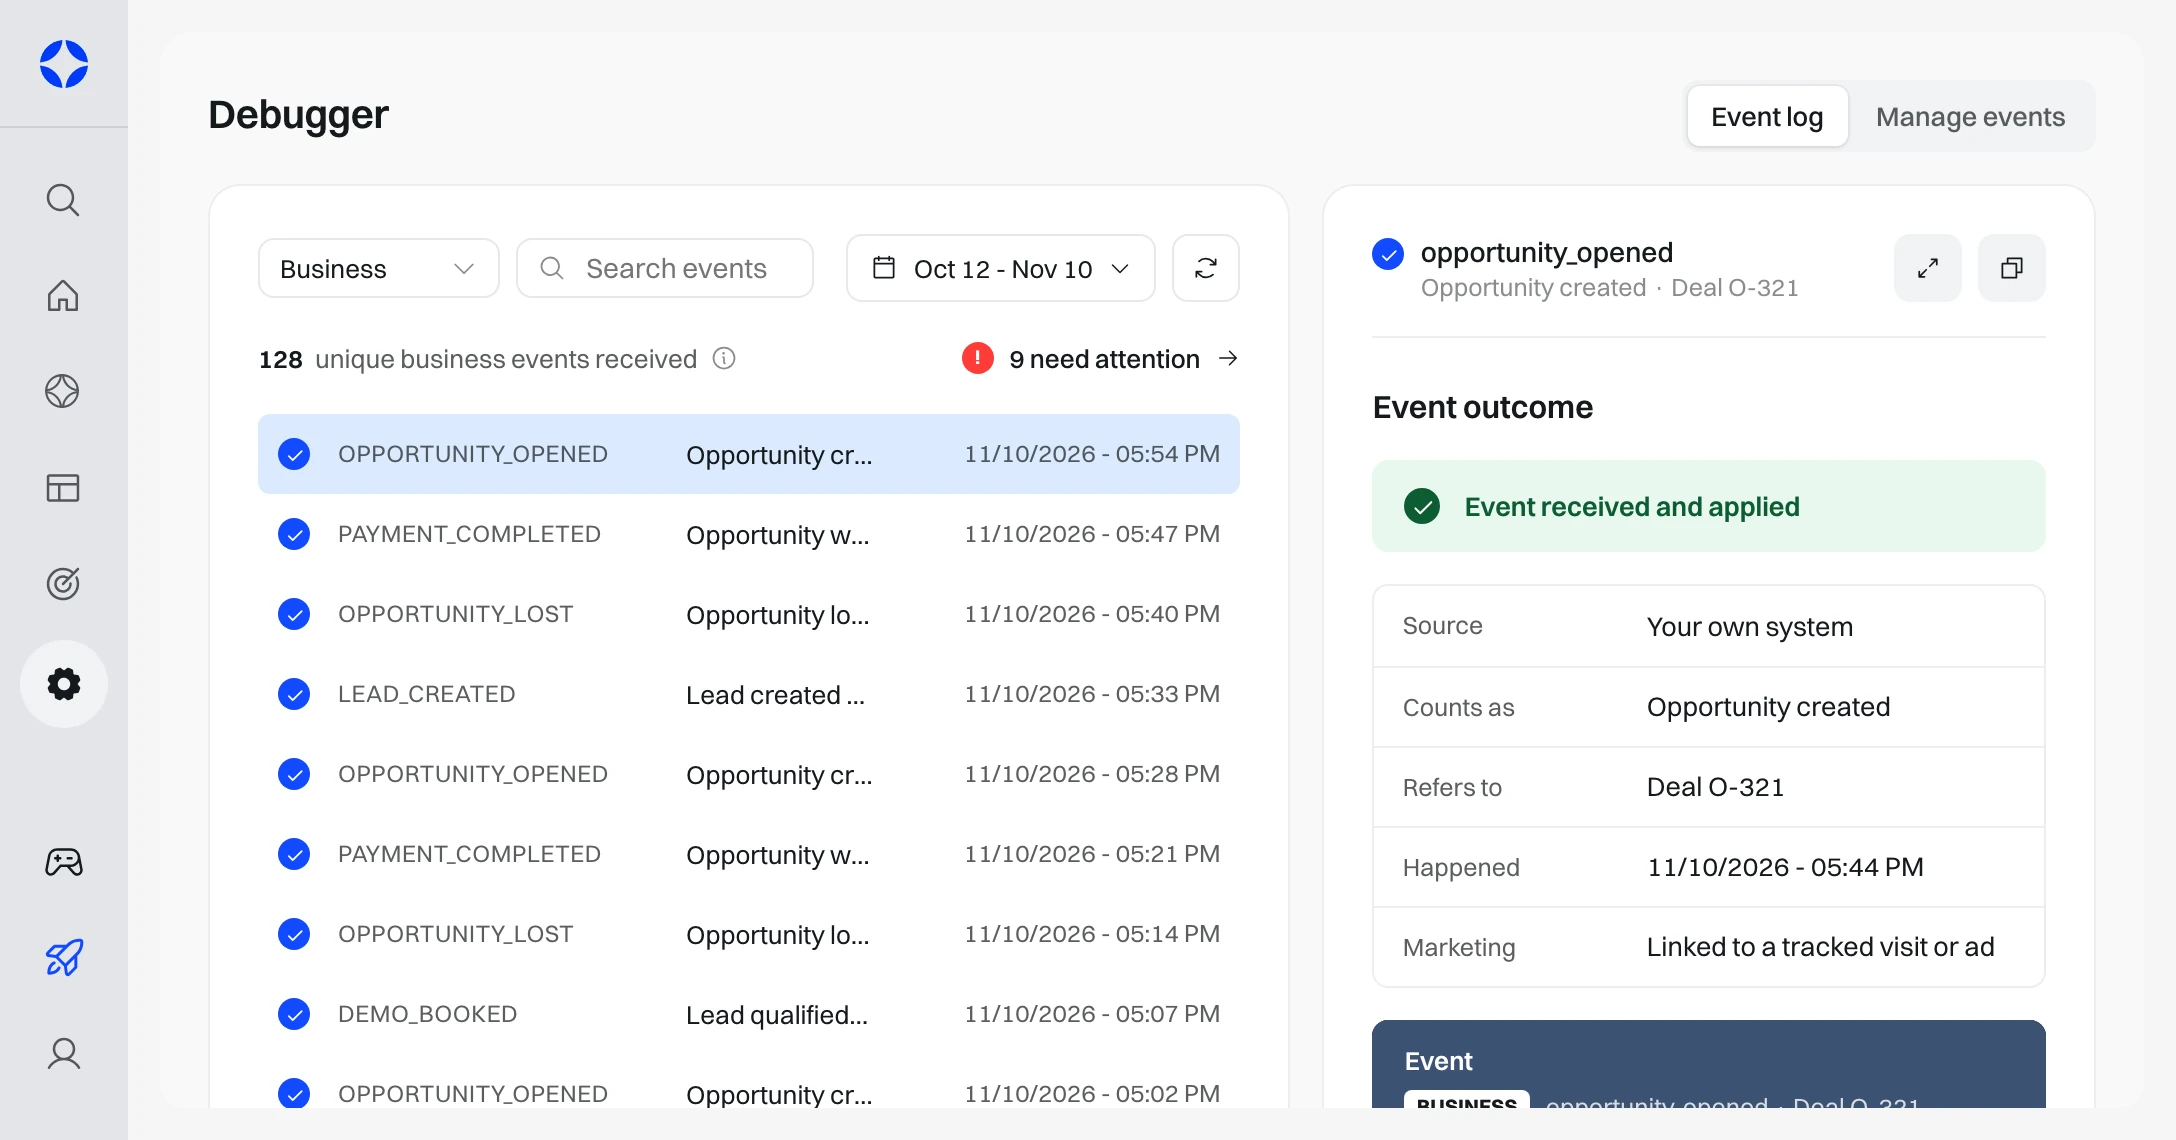 Debugger
Event log
Manage events
Business
Search events
Oct 12 - Nov 10
128 unique business events received
9 need attention
OPPORTUNITY_OPENED Opportunity cr... 11/10/2026 - 05:54 PM
PAYMENT_COMPLETED Opportunity w... 11/10/2026 - 05:47 PM
OPPORTUNITY_LOST Opportunity lo... 11/10/2026 - 05:40 PM
LEAD_CREATED Lead created ... 11/10/2026 - 05:33 PM
OPPORTUNITY_OPENED Opportunity cr... 11/10/2026 - 05:28 PM
PAYMENT_COMPLETED Opportunity w... 11/10/2026 - 05:21 PM
OPPORTUNITY_LOST Opportunity lo... 11/10/2026 - 05:14 PM
DEMO_BOOKED Lead qualified... 11/10/2026 - 05:07 PM
OPPORTUNITY_OPENED Opportunity cr... 11/10/2026 - 05:02 PM
opportunity_opened
Opportunity created · Deal O-321
Event outcome
Event received and applied
Source Your own system
Counts as Opportunity created
Refers to Deal O-321
Happened 11/10/2026 - 05:44 PM
Marketing Linked to a tracked visit or ad
Event
BUSINESS opportunity_opened · Deal O-321